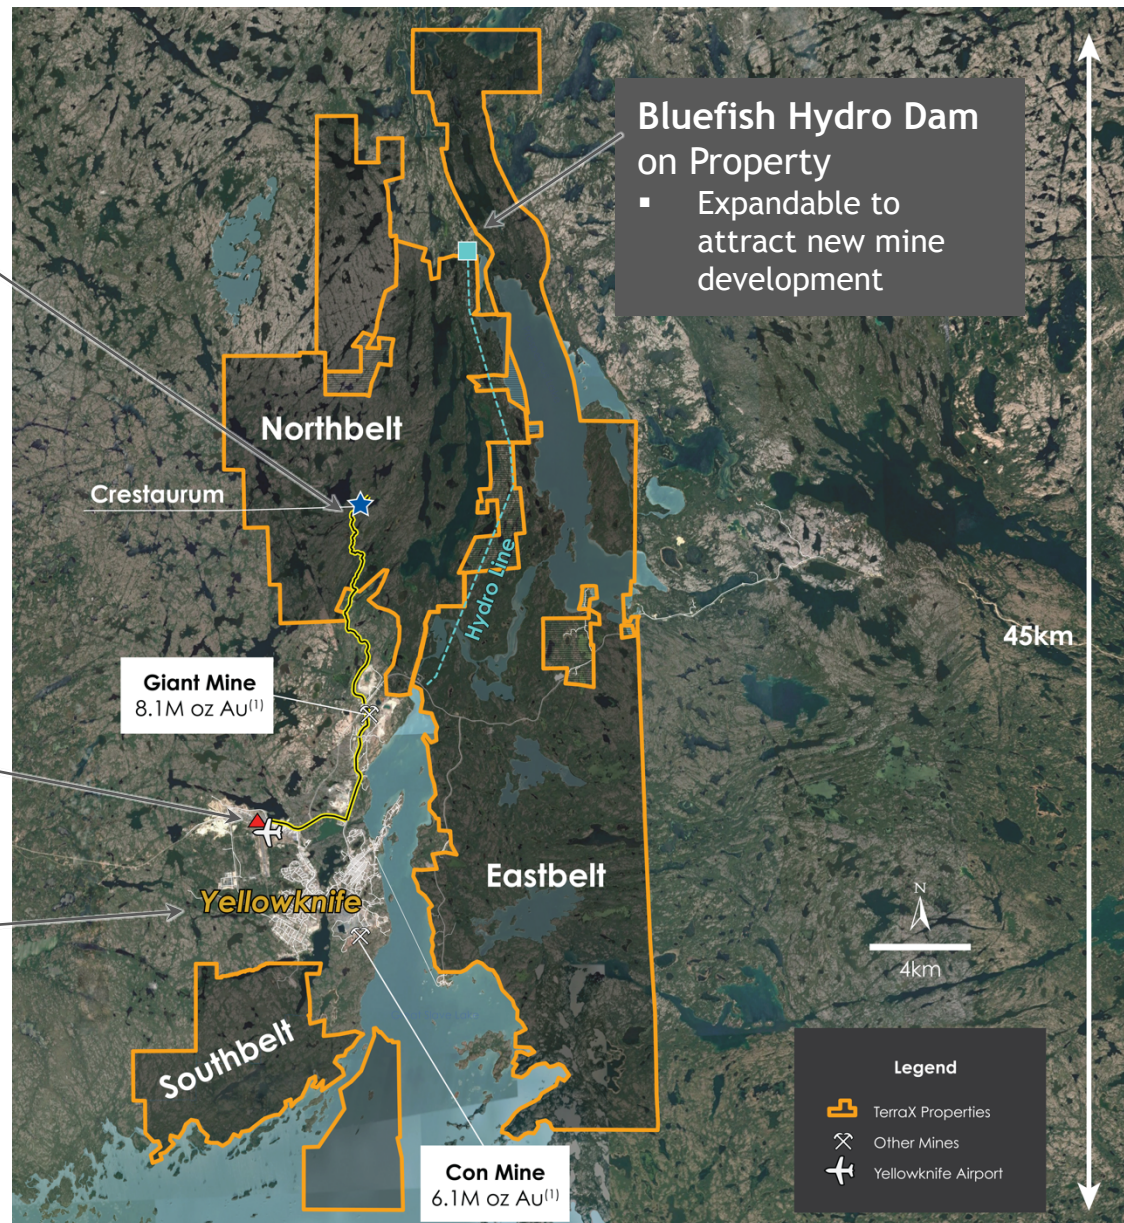 Bluefish Hydro Dam
on Property
▪ Expandable to
attract new mine
development
Northbelt
Crestaurum
Hydro Line
45km
Giant Mine
8.1M oz Au(1)
Eastbelt
Yellowknife
N
4km
Southbelt
Legend
TerraX Properties
Other Mines
Yellowknife Airport
Con Mine
6.1M oz Au(1)